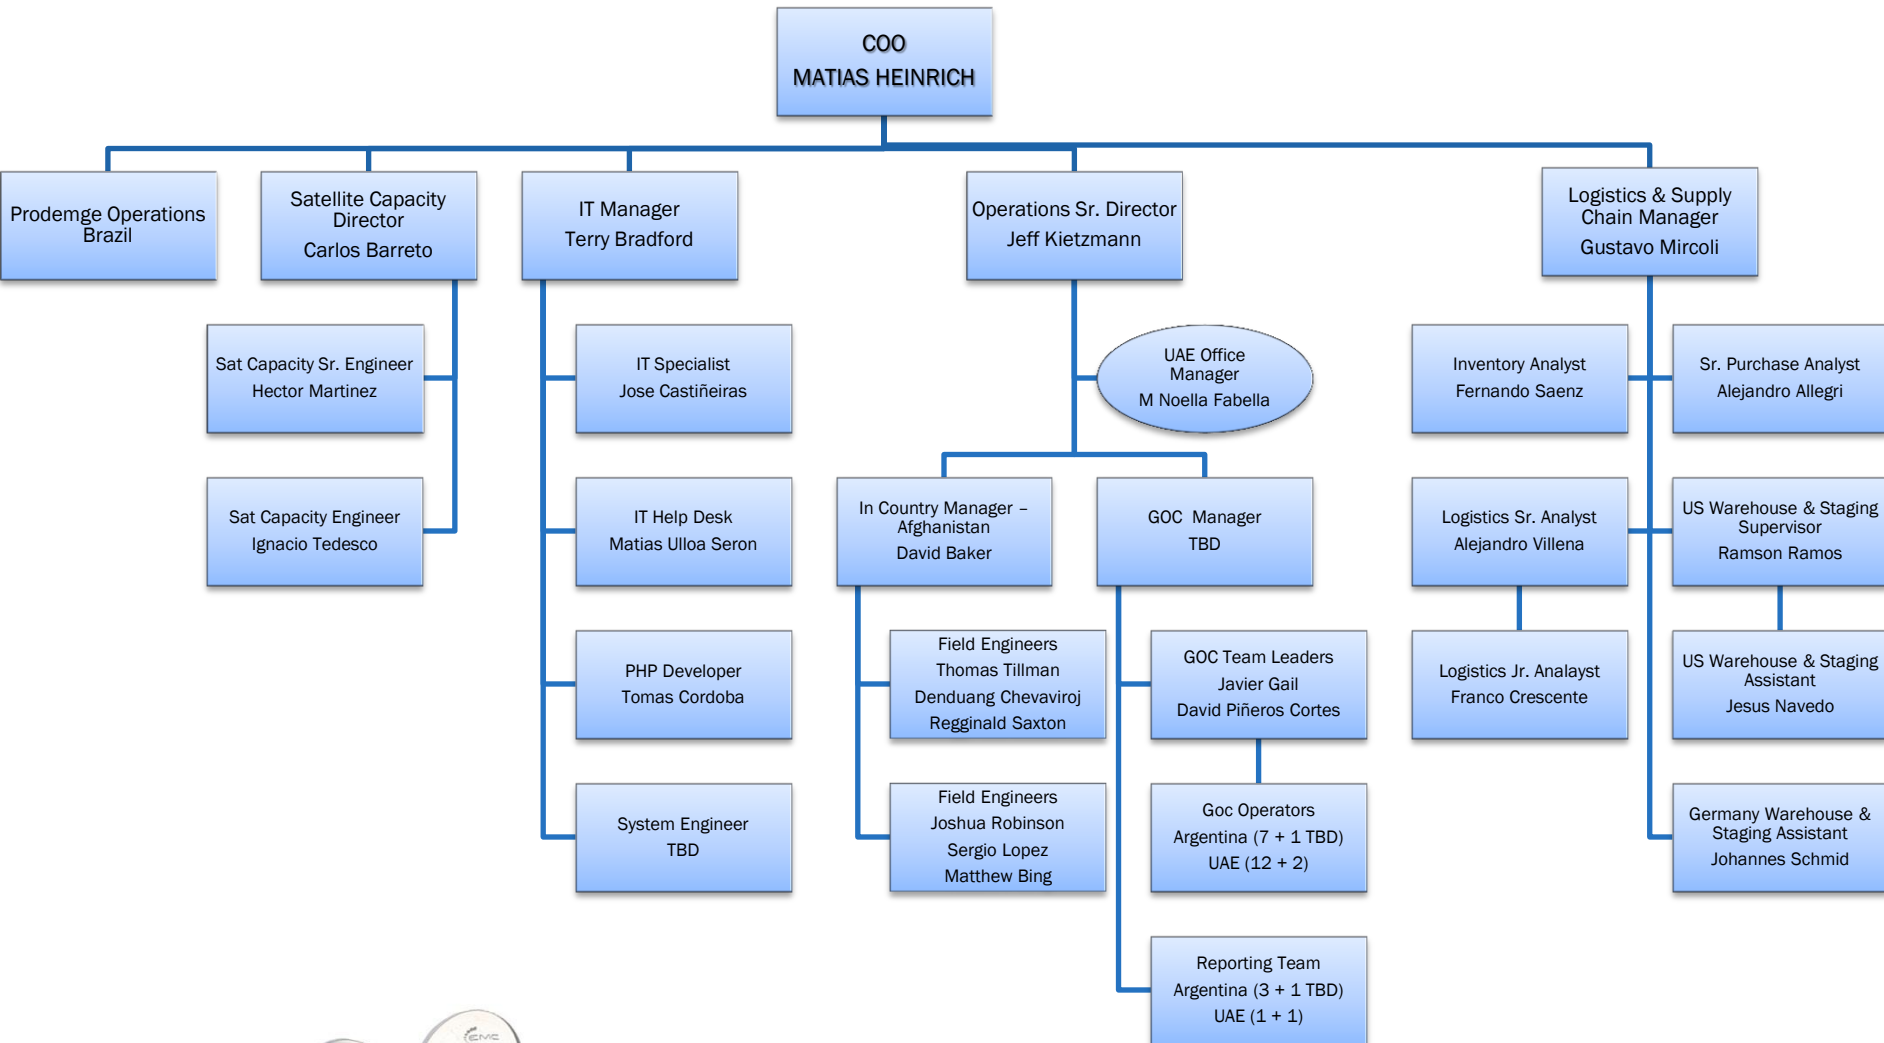 COO
MATIAS HEINRICH
Prodemge Operations
Brazil
Satellite Capacity
Director
Carlos Barreto
IT Manager
Terry Bradford
Operations Sr. Director
Jeff Kietzmann
Logistics & Supply
Chain Manager
Gustavo Mircoli
Sat Capacity Sr. Engineer
Hector Martinez
IT Specialist
Jose Castiñeiras
UAE Office
Manager
M Noella Fabella
Inventory Analyst
Fernando Saenz
Sr. Purchase Analyst
Alejandro Allegri
Sat Capacity Engineer
Ignacio Tedesco
IT Help Desk
Matias Ulloa Seron
In Country Manager –
Afghanistan
David Baker
GOC Manager
TBD
Logistics Sr. Analyst
Alejandro Villena
US Warehouse & Staging
Supervisor
Ramson Ramos
PHP Developer
Tomas Cordoba
Field Engineers
Thomas Tillman
Denduang Chevaviroj
Regginald Saxton
GOC Team Leaders
Javier Gail
David Piñeros Cortes
Logistics Jr. Analayst
Franco Crescente
US Warehouse & Staging
Assistant
Jesus Navedo
System Engineer
TBD
Field Engineers
Joshua Robinson
Sergio Lopez
Matthew Bing
Goc Operators
Argentina (7 + 1 TBD)
UAE (12 + 2)
Germany Warehouse &
Staging Assistant
Johannes Schmid
Reporting Team
Argentina (3 + 1 TBD)
UAE (1 + 1)
EMC